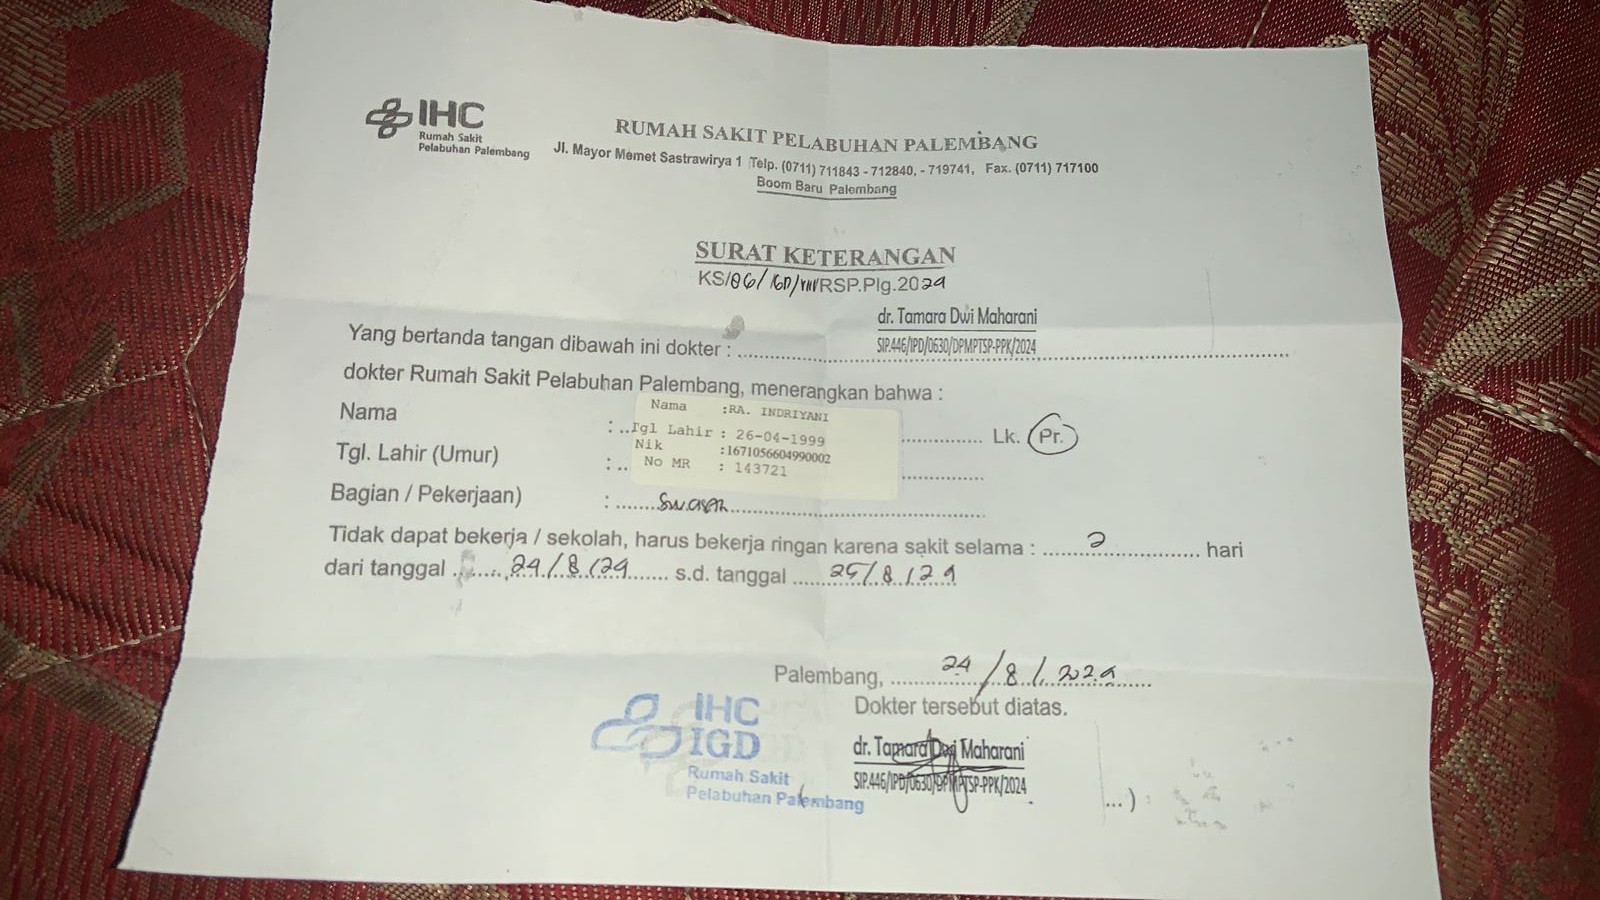 IHC
Rumah Sakit
Pelabuhan Palembang
RUMAH SAKIT PELABUHAN PALEMBANG
Jl. Mayor Memet Sastrawirya 1 Telp. (0711) 711843 - 712840, - 719741, Fax. (0711) 717100
Boom Baru Palembang
SURAT KETERANGAN
KS/86/IGD/VIII/RSP.Plg.2024
dr. Tamara Dwi Maharani
SIP.446/IPD/0630/DPMPTSP-PPK/2024
Yang bertanda tangan dibawah ini dokter :
dokter Rumah Sakit Pelabuhan Palembang, menerangkan bahwa :
Nama : Lk. Pr.
Nama :RA. INDRIYANI
Tgl Lahir : 26-04-1999
Nik :1671056604990002
No MR : 143721
Tgl. Lahir (Umur) :
Bagian / Pekerjaan) :
Tidak dapat bekerja / sekolah, harus bekerja ringan karena sakit selama : 2 hari
dari tanggal 24/8/24 s.d. tanggal 25/8/24
Palembang, 24/8/2024
Dokter tersebut diatas.
IHC
IGD
Rumah Sakit
Pelabuhan Palembang
dr. Tamara Dwi Maharani
SIP.446/IPD/0630/DPMPTSP-PPK/2024
...)